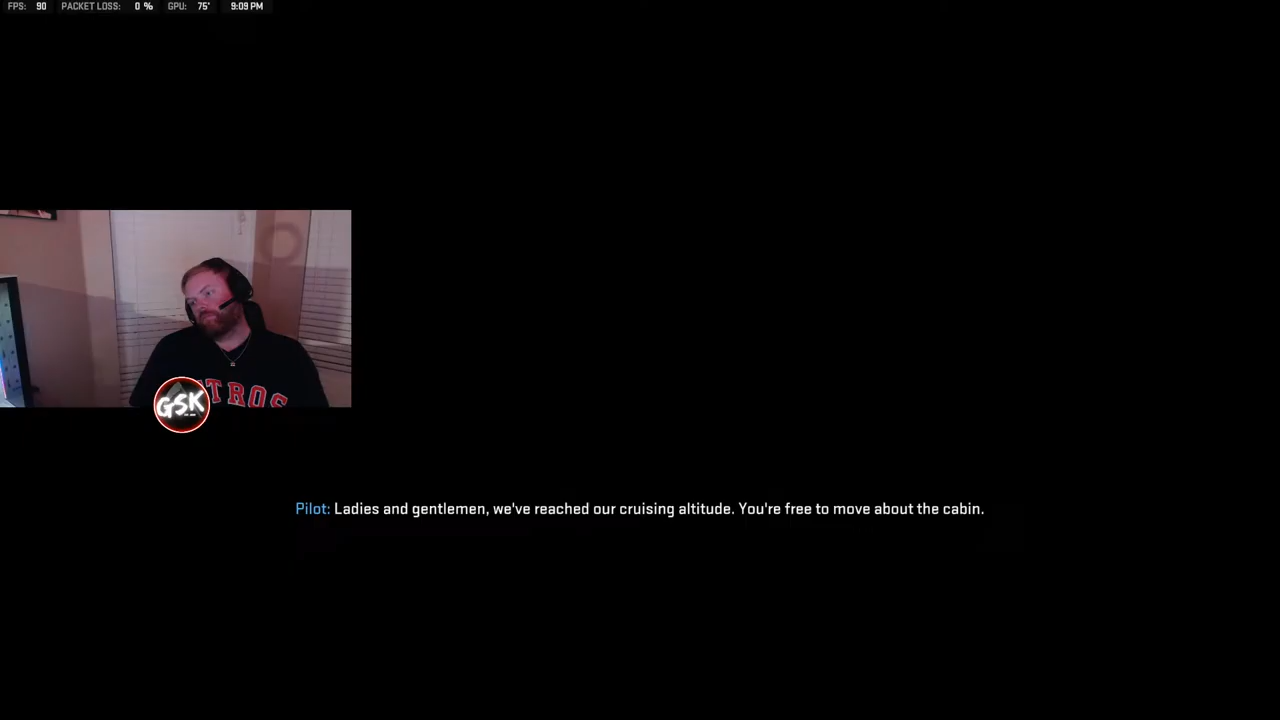 FPS: 90 PACKET LOSS: 0 % GPU: 75° 9:09 PM
TROS
GSK
Pilot: Ladies and gentlemen, we've reached our cruising altitude. You're free to move about the cabin.